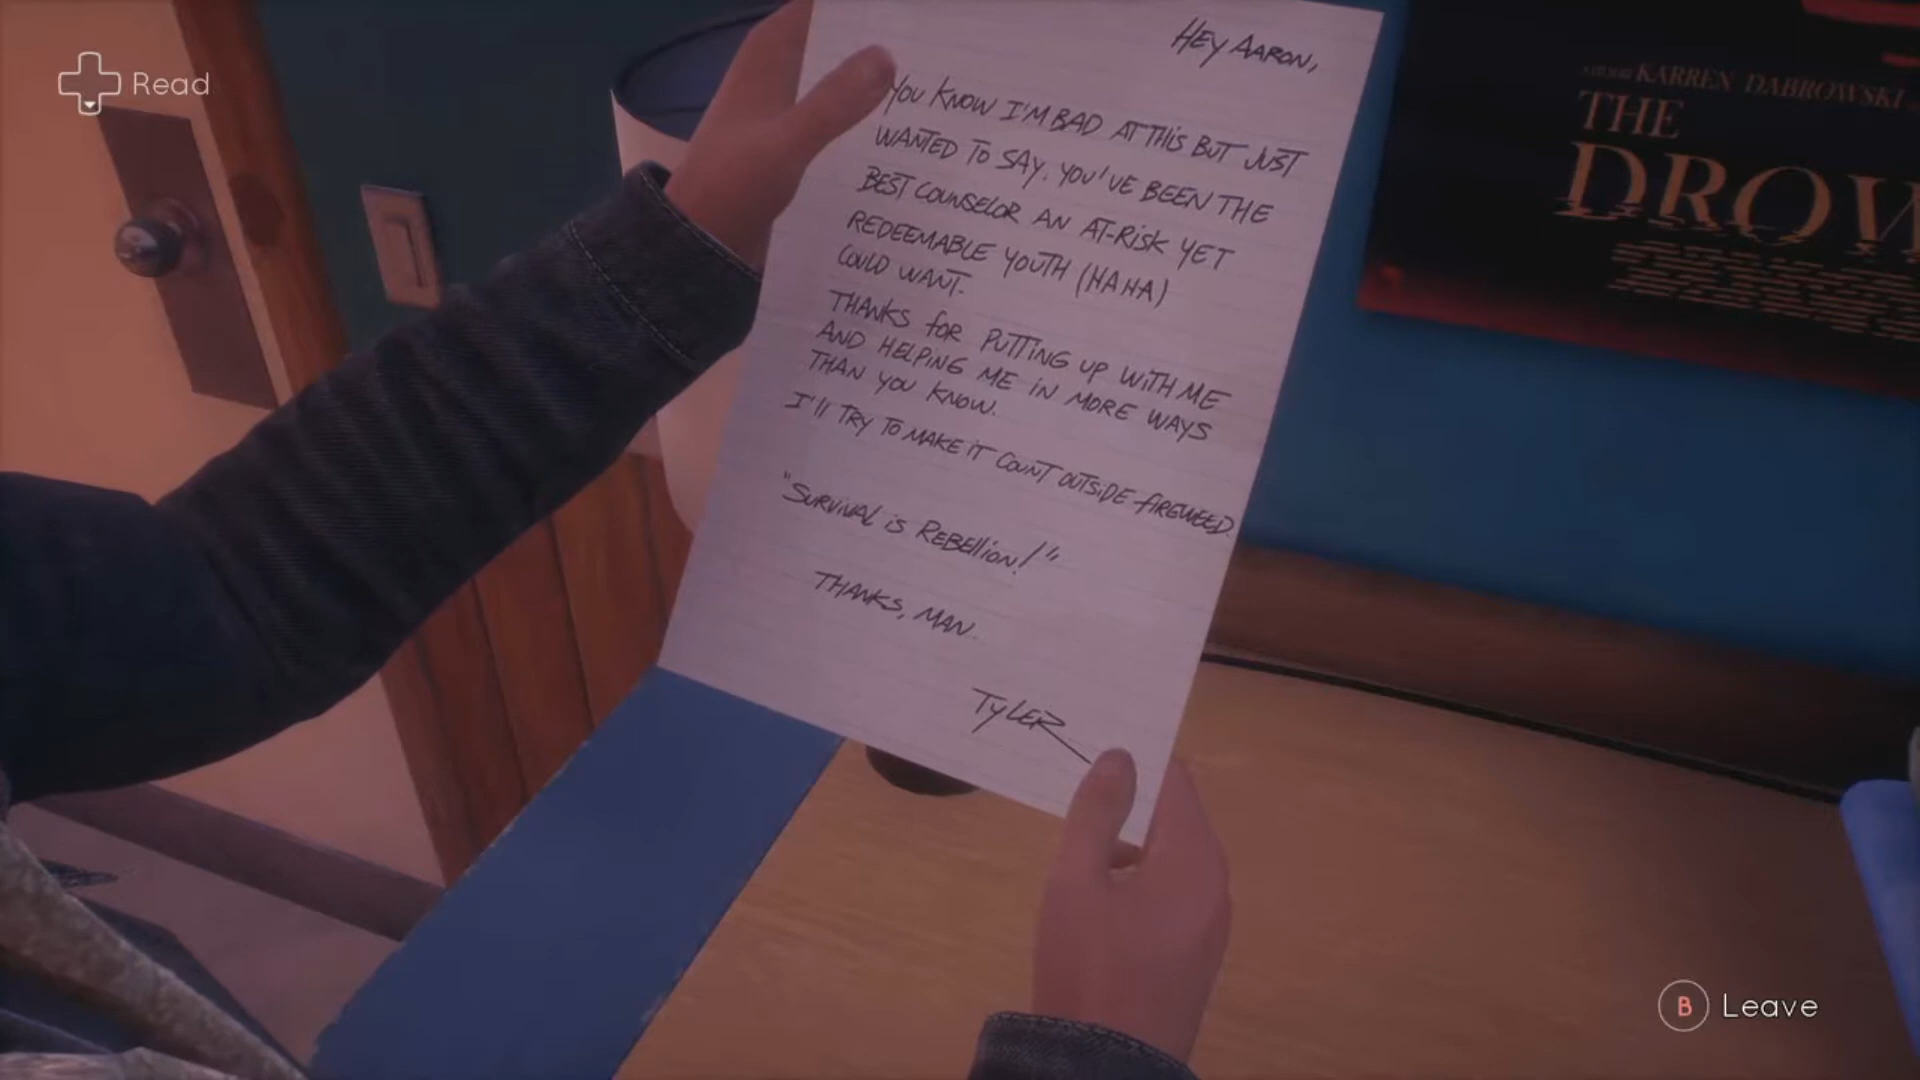 Read
HEY AARON,
YOU KNOW I'M BAD AT THIS BUT JUST
WANTED TO SAY. YOU'VE BEEN THE
BEST COUNSELOR AN AT-RISK YET
REDEEMABLE YOUTH (HAHA)
COULD WANT.
THANKS FOR PUTTING UP WITH ME
AND HELPING ME IN MORE WAYS
THAN YOU KNOW.
I'll TRY TO MAKE IT COUNT OUTSIDE FIREWEED.
"SURVIVAL IS REBELLION!"
THANKS, MAN.
TYLER
KARREN DABROWSKI
THE
DROW
B Leave